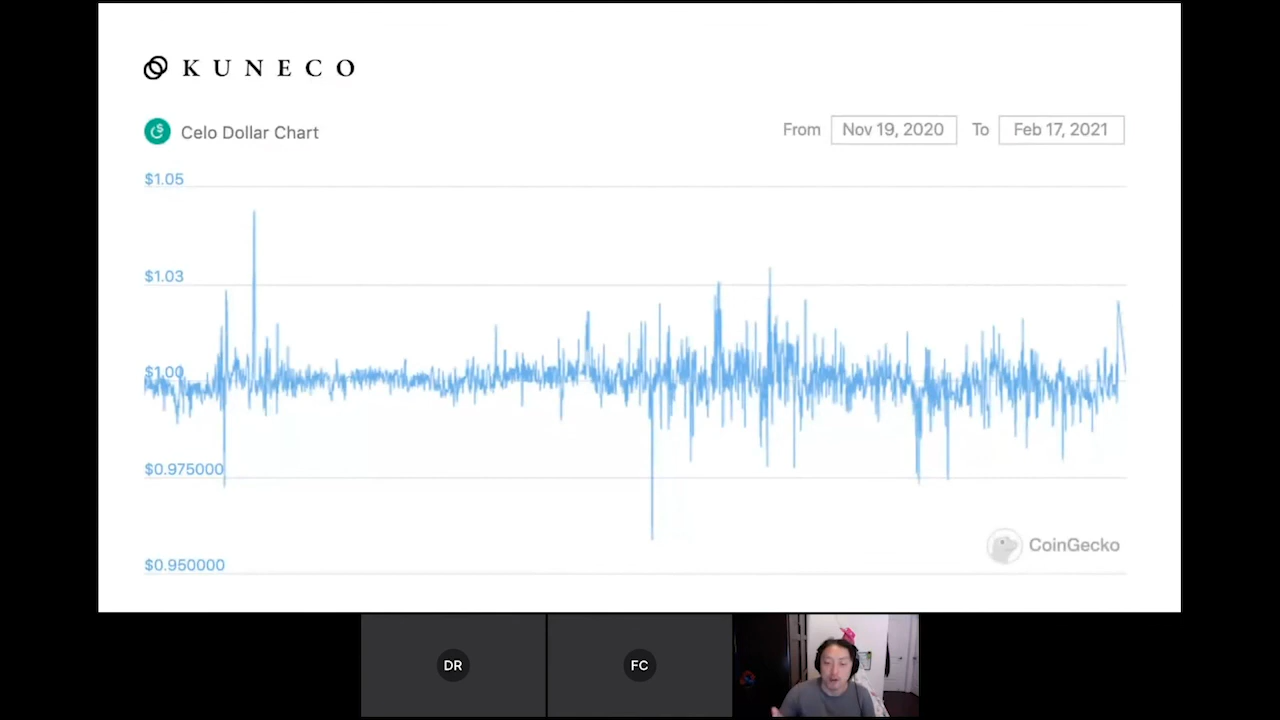 KUNECO
Celo Dollar Chart
From Nov 19, 2020 To Feb 17, 2021
$1.05
$1.03
$1.00
$0.975000
$0.950000
CoinGecko
DR
FC